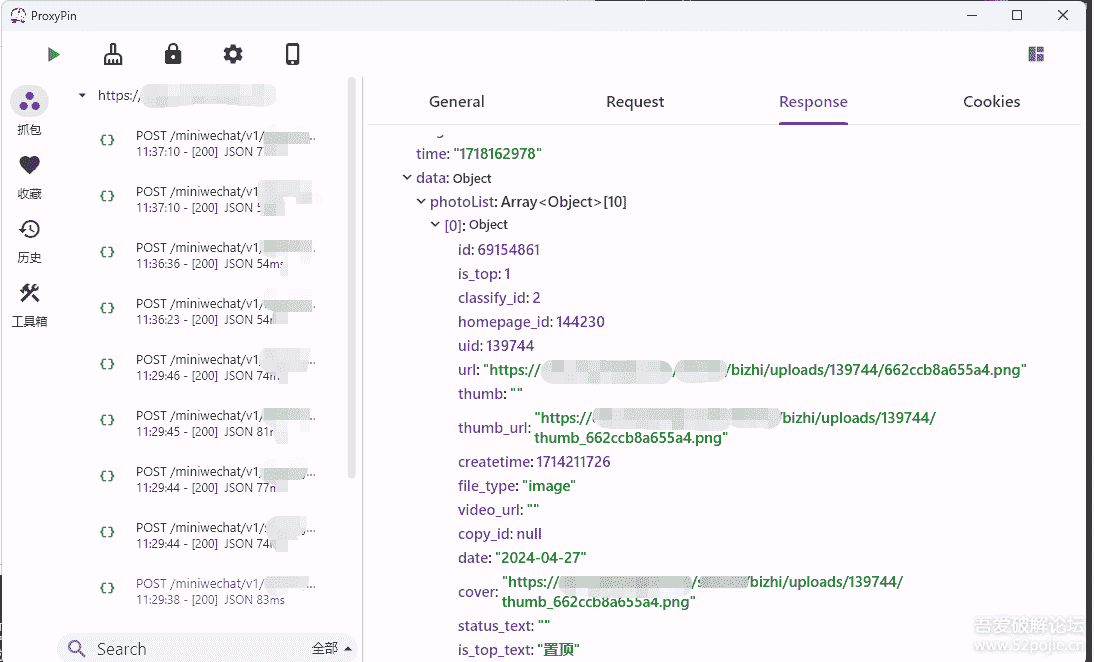 ProxyPin
抓包
收藏
历史
工具箱
https:/
POST /miniwechat/v1/
11:37:10 - [200] JSON 7
POST /miniwechat/v1
11:37:10 - [200] JSON
POST /miniwechat/v1/
11:36:36 - [200] JSON 54ms
POST /miniwechat/v1/
11:36:23 - [200] JSON 54
POST /miniwechat/v1/
11:29:46 - [200] JSON 74m
POST /miniwechat/v1/
11:29:45 - [200] JSON 81
POST /miniwechat/v1/
11:29:44 - [200] JSON 77
POST /miniwechat/v1/
11:29:44 - [200] JSON 74
POST /miniwechat/v1/
11:29:38 - [200] JSON 83ms
Search 全部
General Request Response Cookies
time: "1718162978"
data: Object
photoList: Array<Object>[10]
[0]: Object
id: 69154861
is_top: 1
classify_id: 2
homepage_id: 144230
uid: 139744
url: "https:// /bizhi/uploads/139744/662ccb8a655a4.png"
thumb: ""
thumb_url: "https:/ /bizhi/uploads/139744/
thumb_662ccb8a655a4.png"
createtime: 1714211726
file_type: "image"
video_url: ""
copy_id: null
date: "2024-04-27"
cover: "https:// /bizhi/uploads/139744/
thumb_662ccb8a655a4.png"
status_text: ""
is_top_text: "置顶"
吾爱破解论坛
www.52pojie.cn